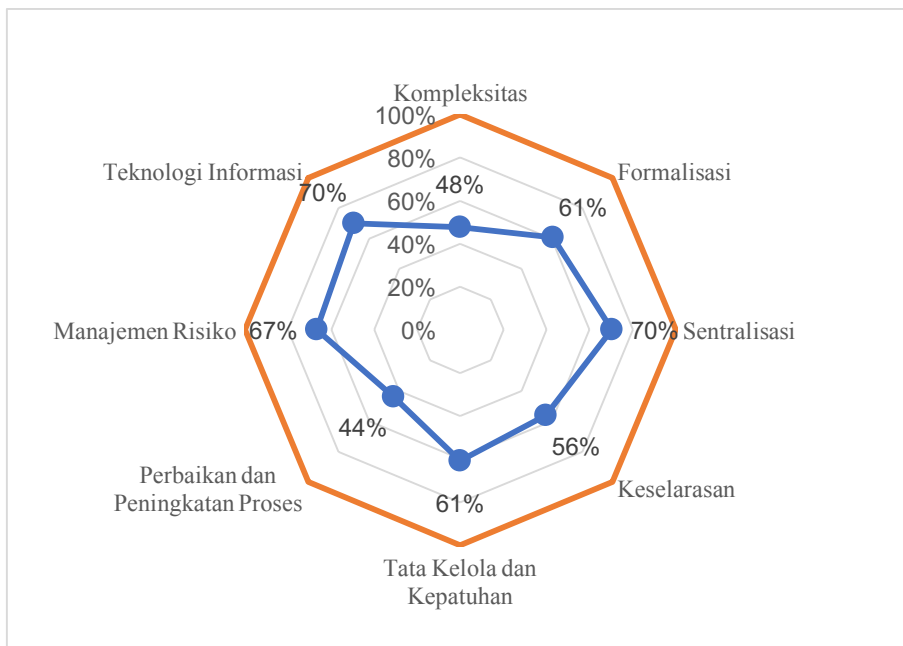 Kompleksitas
100%
Teknologi Informasi
80%
Formalisasi
70%
48%
60%
61%
40%
20%
Manajemen Risiko
67%
0%
70%
Sentralisasi
44%
56%
Perbaikan dan
Peningkatan Proses
61%
Keselarasan
Tata Kelola dan
Kepatuhan